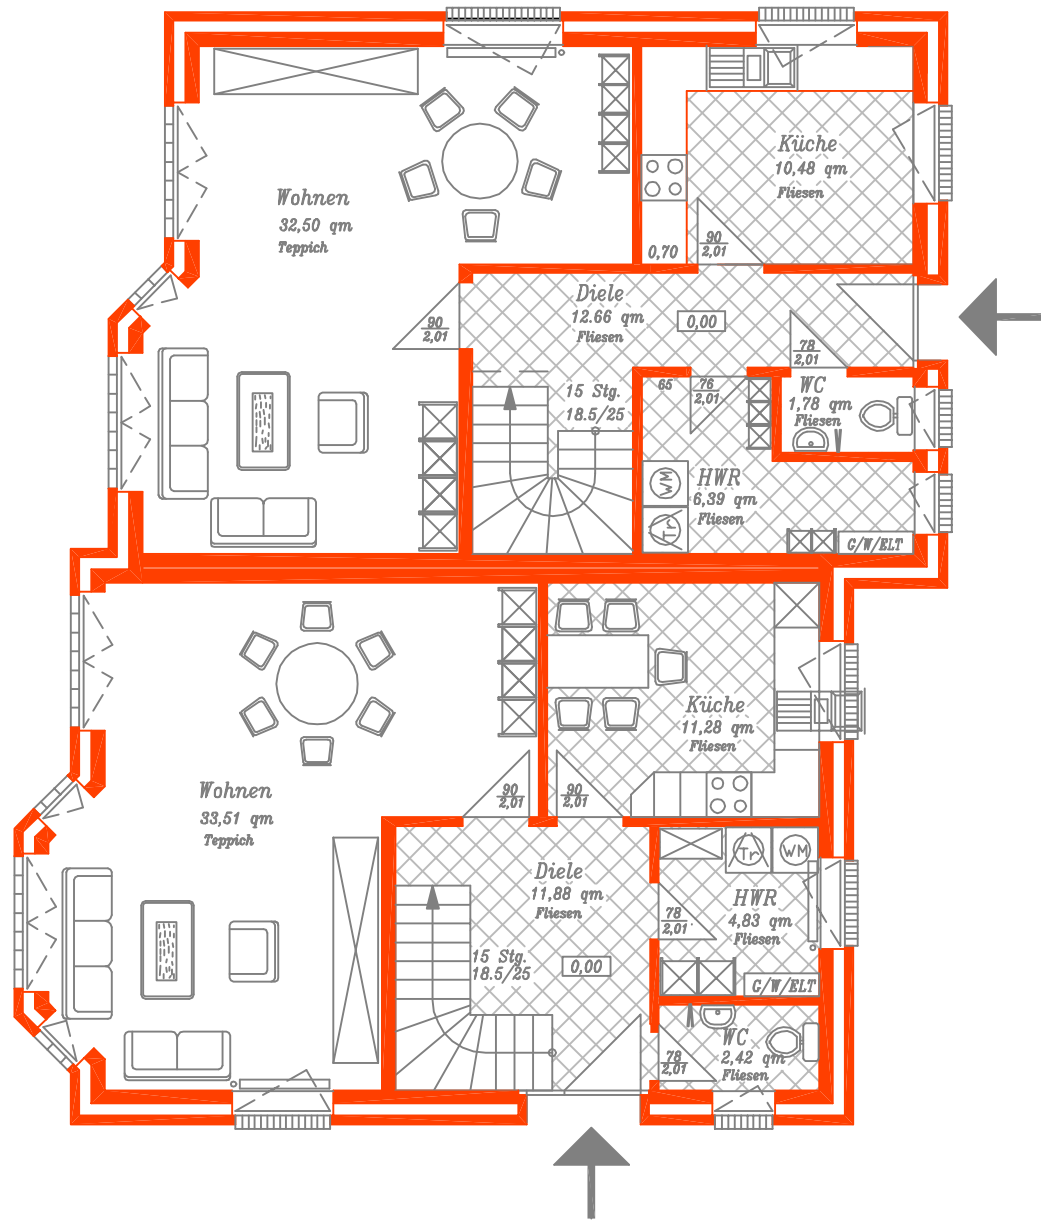 Küche
10,48 qm
Fliesen
Wohnen
32,50 qm
Teppich
0,70
90
2,01
Diele
12.66 qm
Fliesen
0,00
90
2,01
78
2,01
15 Stg.
18.5/25
65
76
2,01
WC
1,78 qm
Fliesen
WM
HWR
6,39 qm
Fliesen
Tr
G/W/ELT
Küche
11,28 qm
Fliesen
Wohnen
33,51 qm
Teppich
90
2,01
90
2,01
Tr
WM
Diele
11,88 qm
Fliesen
HWR
4,83 qm
Fliesen
78
2,01
15 Stg.
18.5/25
0,00
G/W/ELT
WC
2,42 qm
Fliesen
78
2,01